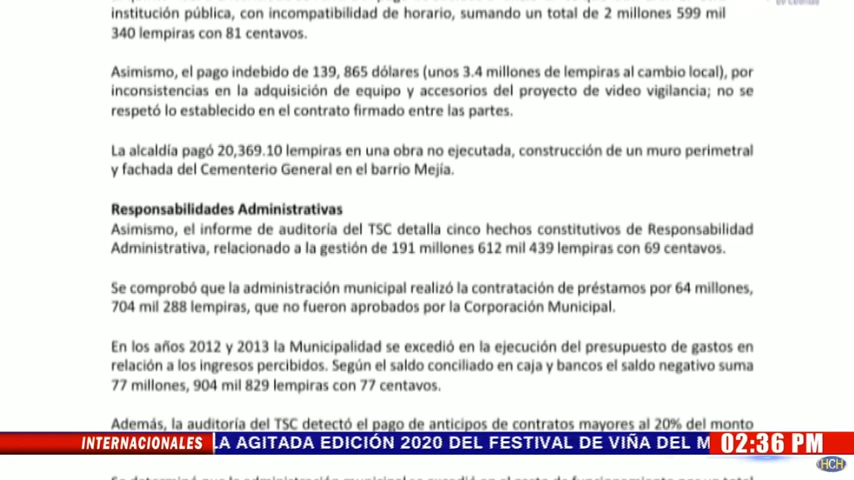 institución pública, con incompatibilidad de horario, sumando un total de 2 millones 599 mil
340 lempiras con 81 centavos.
Asimismo, el pago indebido de 139, 865 dólares (unos 3.4 millones de lempiras al cambio local), por
inconsistencias en la adquisición de equipo y accesorios del proyecto de video vigilancia; no se
respetó lo establecido en el contrato firmado entre las partes.
La alcaldía pagó 20,369.10 lempiras en una obra no ejecutada, construcción de un muro perimetral
y fachada del Cementerio General en el barrio Mejía.
Responsabilidades Administrativas
Asimismo, el informe de auditoría del TSC detalla cinco hechos constitutivos de Responsabilidad
Administrativa, relacionado a la gestión de 191 millones 612 mil 439 lempiras con 69 centavos.
Se comprobó que la administración municipal realizó la contratación de préstamos por 64 millones,
704 mil 288 lempiras, que no fueron aprobados por la Corporación Municipal.
En los años 2012 y 2013 la Municipalidad se excedió en la ejecución del presupuesto de gastos en
relación a los ingresos percibidos. Según el saldo conciliado en caja y bancos el saldo negativo suma
77 millones, 904 mil 829 lempiras con 77 centavos.
Además, la auditoría del TSC detectó el pago de anticipos de contratos mayores al 20% del monto
INTERNACIONALES LA AGITADA EDICIÓN 2020 DEL FESTIVAL DE VIÑA DEL M 02:36 PM
HCH